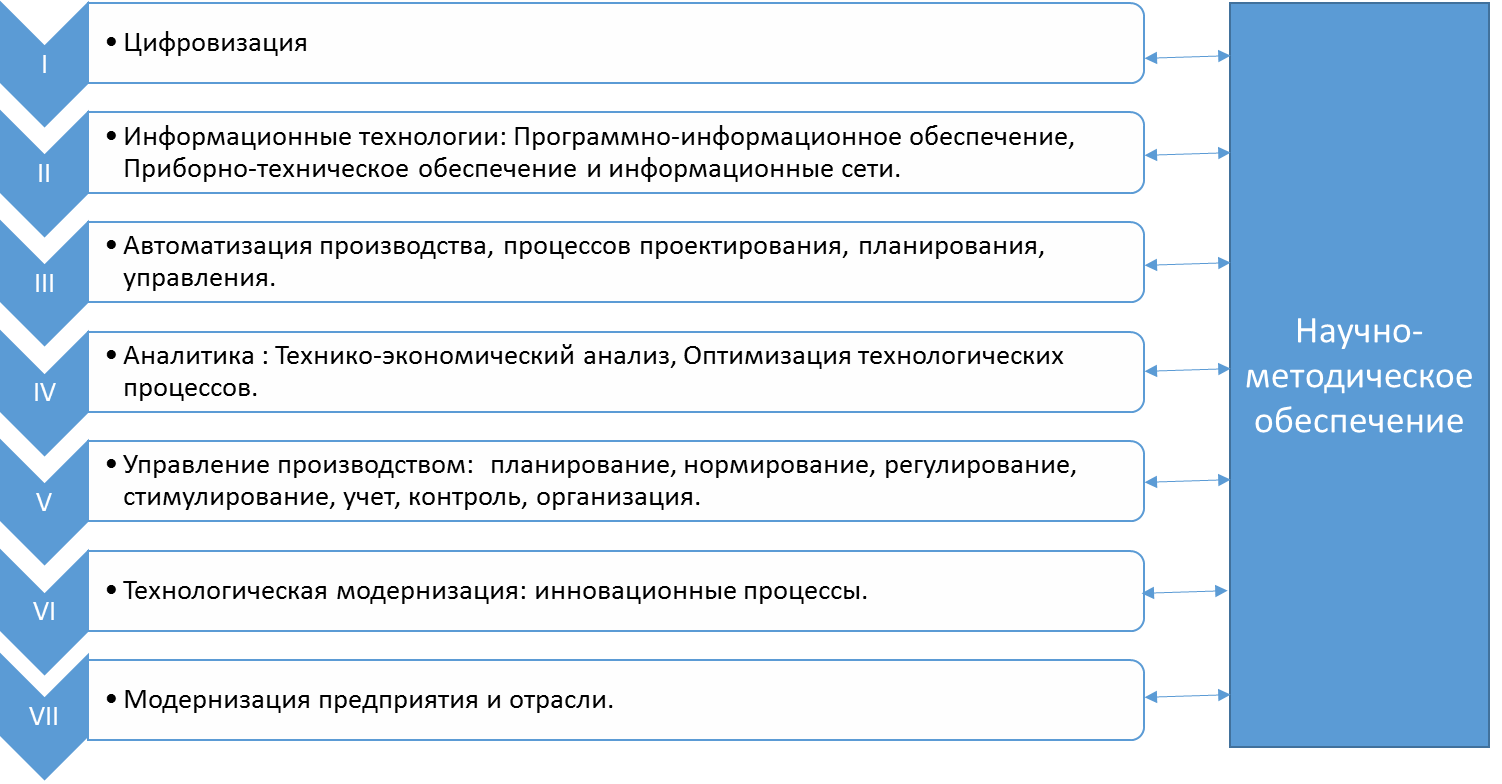 I
• Цифровизация
II
• Информационные технологии: Программно-информационное обеспечение,
Приборно-техническое обеспечение и информационные сети.
III
• Автоматизация производства, процессов проектирования, планирования,
управления.
IV
• Аналитика : Технико-экономический анализ, Оптимизация технологических
процессов.
V
• Управление производством:  планирование, нормирование, регулирование,
стимулирование, учет, контроль, организация.
VI
• Технологическая модернизация: инновационные процессы.
VII
• Модернизация предприятия и отрасли.
Научно-
методическое
обеспечение